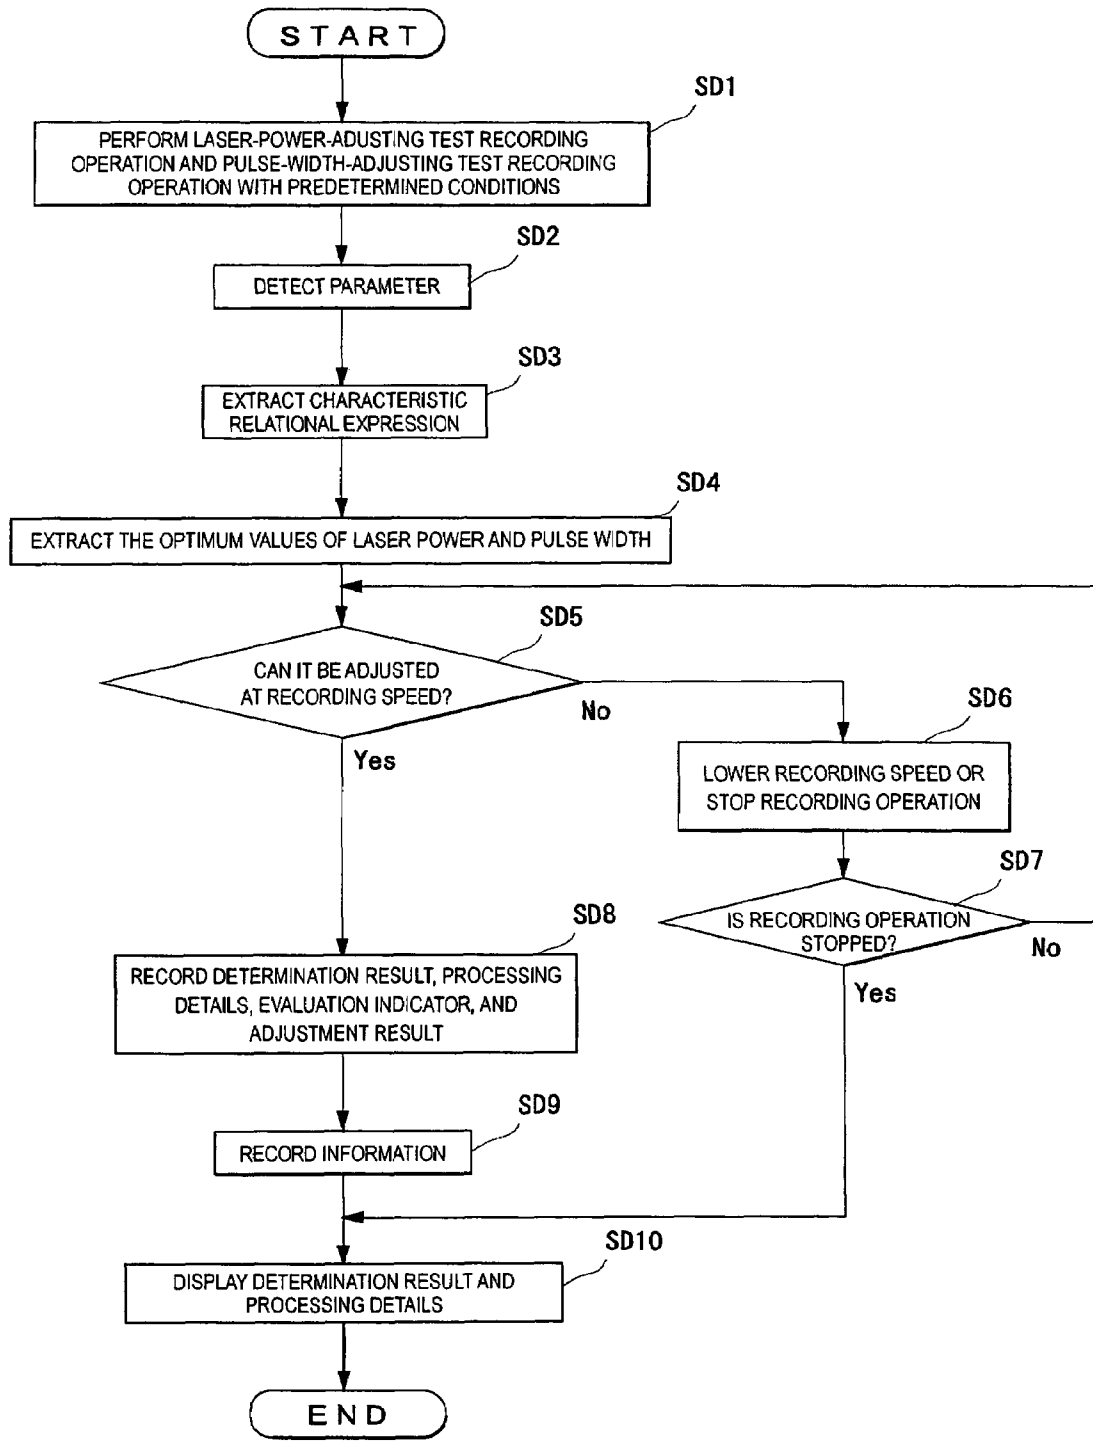 START
SD1
PERFORM LASER-POWER-ADUSTING TEST RECORDING
OPERATION AND PULSE-WIDTH-ADJUSTING TEST RECORDING
OPERATION WITH PREDETERMINED CONDITIONS
SD2
DETECT PARAMETER
SD3
EXTRACT CHARACTERISTIC
RELATIONAL EXPRESSION
SD4
EXTRACT THE OPTIMUM VALUES OF LASER POWER AND PULSE WIDTH
SD5
CAN IT BE ADJUSTED
AT RECORDING SPEED?
No
Yes
SD6
LOWER RECORDING SPEED OR
STOP RECORDING OPERATION
SD7
IS RECORDING OPERATION
STOPPED?
No
Yes
SD8
RECORD DETERMINATION RESULT, PROCESSING
DETAILS, EVALUATION INDICATOR, AND
ADJUSTMENT RESULT
SD9
RECORD INFORMATION
SD10
DISPLAY DETERMINATION RESULT AND
PROCESSING DETAILS
END